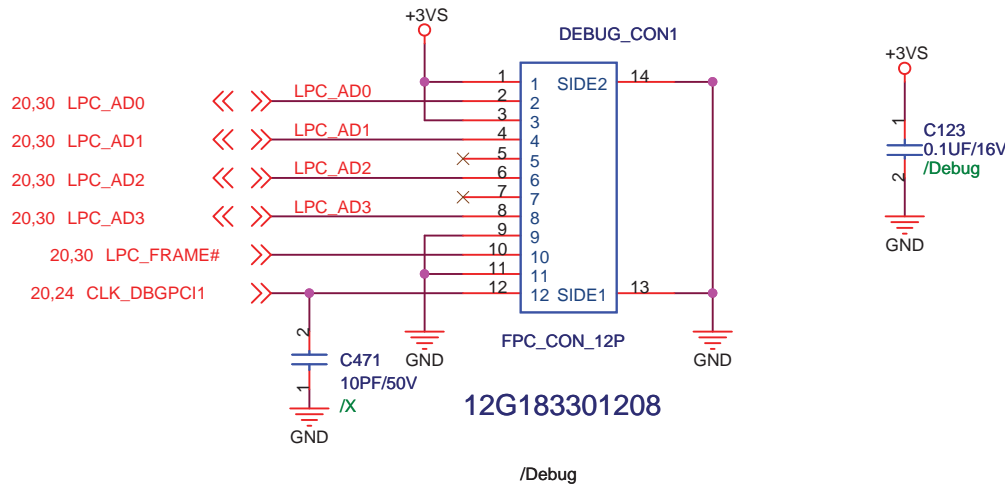 +3VS
DEBUG_CON1
+3VS
1 1 SIDE2 14
20,30 LPC_AD0 LPC_AD0 2 2
3 3
20,30 LPC_AD1 LPC_AD1 4 4
5 5
20,30 LPC_AD2 LPC_AD2 6 6
7 7
20,30 LPC_AD3 LPC_AD3 8 8
9 9
20,30 LPC_FRAME# 10 10
11 11
20,24 CLK_DBGPCI1 12 12 SIDE1 13
1
C123
0.1UF/16V
/Debug
2
GND
FPC_CON_12P
GND
GND
2
C471
10PF/50V
/X
1
GND
12G183301208
/Debug